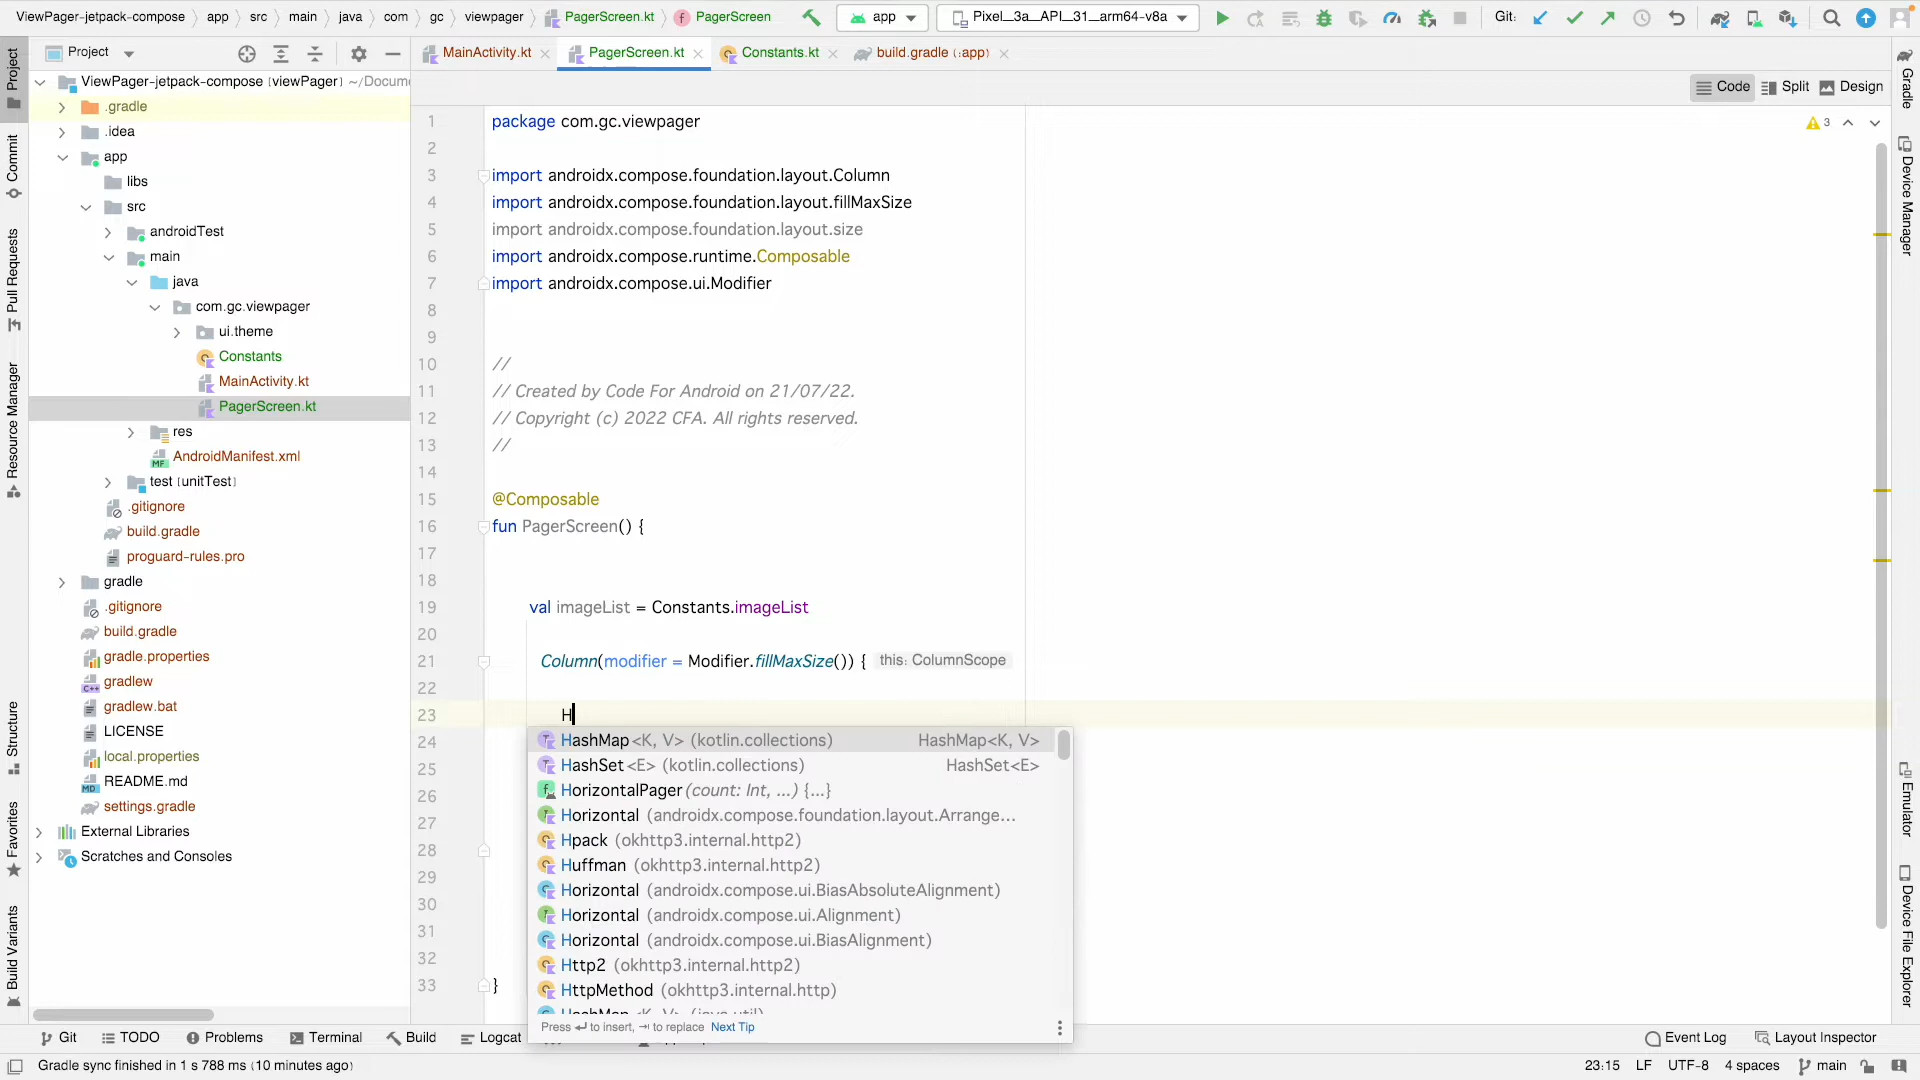 ViewPager-jetpack-compose app src main java com gc viewpager PagerScreen.kt PagerScreen app Pixel_3a_API_31_arm64-v8a Git:
Project
MainActivity.kt PagerScreen.kt Constants.kt build.gradle (:app)
Code Split Design
ViewPager-jetpack-compose [viewPager] ~/Docum
.gradle
.idea
app
libs
src
androidTest
main
java
com.gc.viewpager
ui.theme
Constants
MainActivity.kt
PagerScreen.kt
res
AndroidManifest.xml
test [unitTest]
.gitignore
build.gradle
proguard-rules.pro
gradle
.gitignore
build.gradle
gradle.properties
gradlew
gradlew.bat
LICENSE
local.properties
README.md
settings.gradle
External Libraries
Scratches and Consoles
Project
Commit
Pull Requests
Resource Manager
Structure
Favorites
Build Variants
3
1 package com.gc.viewpager
2
3 import androidx.compose.foundation.layout.Column
4 import androidx.compose.foundation.layout.fillMaxSize
5 import androidx.compose.foundation.layout.size
6 import androidx.compose.runtime.Composable
7 import androidx.compose.ui.Modifier
8
9
10 //
11 // Created by Code For Android on 21/07/22.
12 // Copyright (c) 2022 CFA. All rights reserved.
13 //
14
15 @Composable
16 fun PagerScreen() {
17
18
19 val imageList = Constants.imageList
20
21 Column(modifier = Modifier.fillMaxSize()) { this: ColumnScope
22
23 H
24
25
26
27
28
29
30
31
32
33 }
HashMap<K, V> (kotlin.collections) HashMap<K, V>
HashSet<E> (kotlin.collections) HashSet<E>
HorizontalPager(count: Int, ...) {...}
Horizontal (androidx.compose.foundation.layout.Arrange...
Hpack (okhttp3.internal.http2)
Huffman (okhttp3.internal.http2)
Horizontal (androidx.compose.ui.BiasAbsoluteAlignment)
Horizontal (androidx.compose.ui.Alignment)
Horizontal (androidx.compose.ui.BiasAlignment)
Http2 (okhttp3.internal.http2)
HttpMethod (okhttp3.internal.http)
Press ↵ to insert, ⇥ to replace Next Tip
Gradle
Device Manager
Emulator
Device File Explorer
Git TODO Problems Terminal Build Logcat Event Log Layout Inspector
Gradle sync finished in 1 s 788 ms (10 minutes ago) 23:15 LF UTF-8 4 spaces main